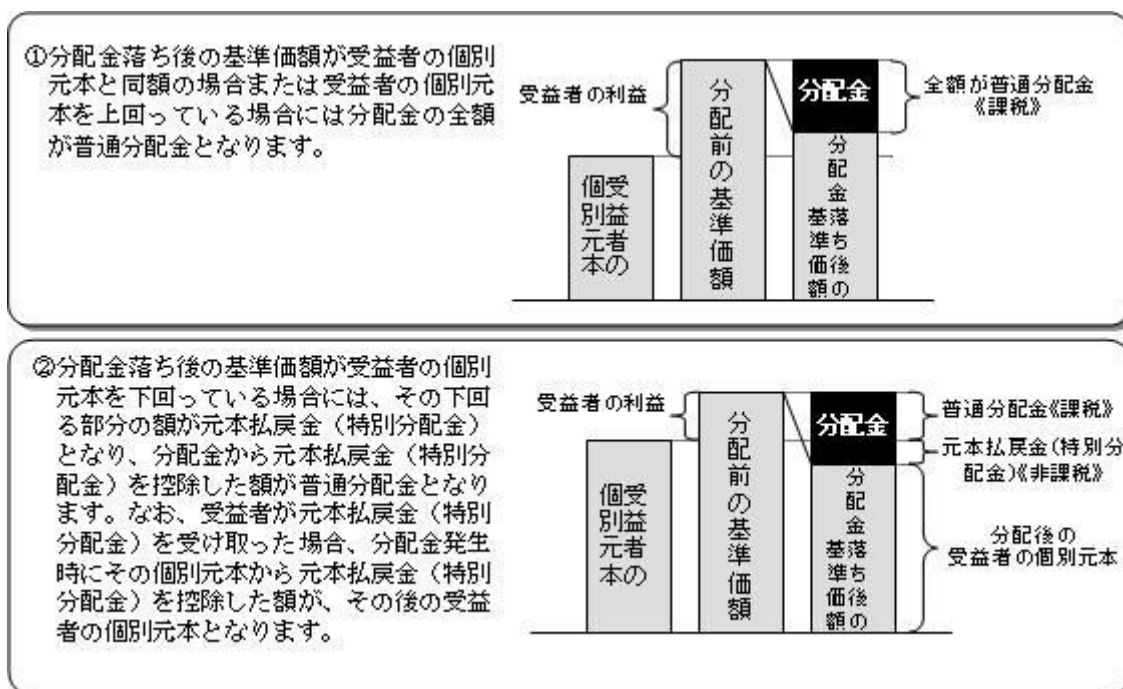 ①分配金落ち後の基準価額が受益者の個別
元本と同額の場合または受益者の個別元
本を上回っている場合には分配金の全額
が普通分配金となります。
受益者の利益
受益者の
個別元本
分配前の基準価額
分配金
分配金落ち後の
基準価額
全額が普通分配金
《課税》
②分配金落ち後の基準価額が受益者の個別
元本を下回っている場合には、その下回
る部分の額が元本払戻金（特別分配金）
となり、分配金から元本払戻金（特別分
配金）を控除した額が普通分配金となり
ます。なお、受益者が元本払戻金（特別
分配金）を受け取った場合、分配金発生
時にその個別元本から元本払戻金（特別
分配金）を控除した額が、その後の受益
者の個別元本となります。
受益者の利益
受益者の
個別元本
分配前の基準価額
分配金
分配金落ち後の
基準価額
普通分配金《課税》
元本払戻金(特別分
配金)《非課税》
分配後の
受益者の個別元本